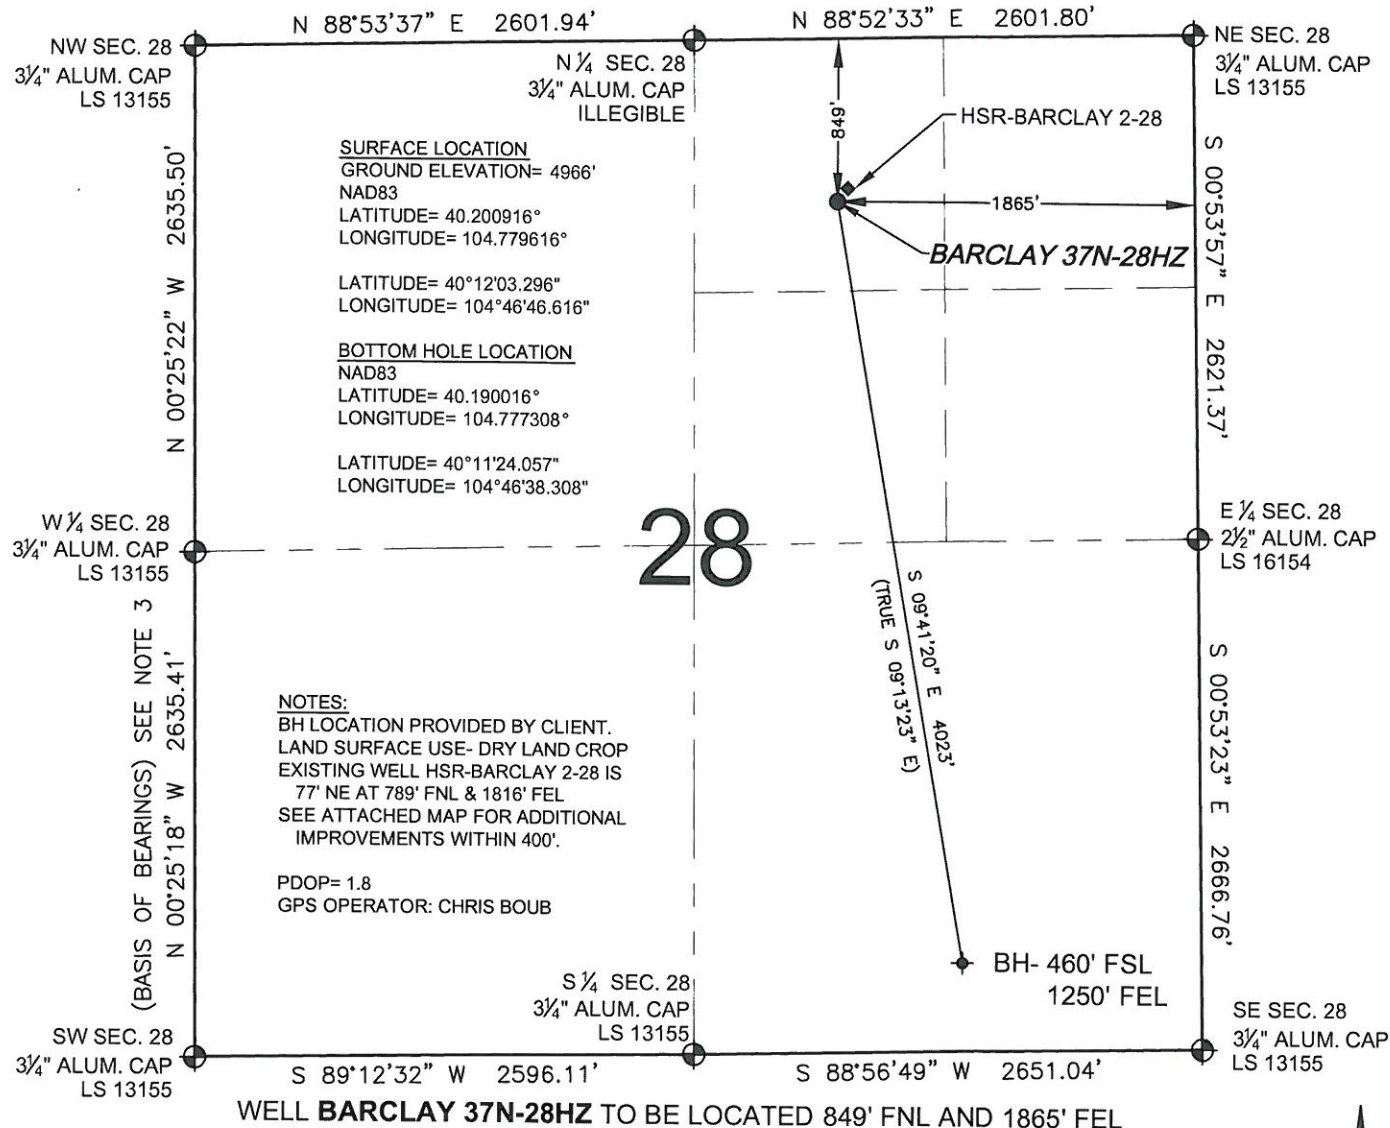 N 88°53'37" E 2601.94'
N 88°52'33" E 2601.80'
NW SEC. 28
3¼" ALUM. CAP
LS 13155
N ¼ SEC. 28
3¼" ALUM. CAP
ILLEGIBLE
NE SEC. 28
3¼" ALUM. CAP
LS 13155
849'
HSR-BARCLAY 2-28
1865'
BARCLAY 37N-28HZ
SURFACE LOCATION
GROUND ELEVATION= 4966'
NAD83
LATITUDE= 40.200916°
LONGITUDE= 104.779616°
LATITUDE= 40°12'03.296"
LONGITUDE= 104°46'46.616"
BOTTOM HOLE LOCATION
NAD83
LATITUDE= 40.190016°
LONGITUDE= 104.777308°
LATITUDE= 40°11'24.057"
LONGITUDE= 104°46'38.308"
N 00°25'22" W 2635.50'
S 00°53'57" E 2621.37'
W ¼ SEC. 28
3¼" ALUM. CAP
LS 13155
28
E ¼ SEC. 28
2½" ALUM. CAP
LS 16154
S 09°41'20" E 4023'
(TRUE S 09°13'23" E)
(BASIS OF BEARINGS) SEE NOTE 3
N 00°25'18" W 2635.41'
S 00°53'23" E 2666.76'
NOTES:
BH LOCATION PROVIDED BY CLIENT.
LAND SURFACE USE- DRY LAND CROP
EXISTING WELL HSR-BARCLAY 2-28 IS
77' NE AT 789' FNL & 1816' FEL
SEE ATTACHED MAP FOR ADDITIONAL
IMPROVEMENTS WITHIN 400'.
PDOP= 1.8
GPS OPERATOR: CHRIS BOUB
BH- 460' FSL
1250' FEL
S ¼ SEC. 28
3¼" ALUM. CAP
LS 13155
SW SEC. 28
3¼" ALUM. CAP
LS 13155
SE SEC. 28
3¼" ALUM. CAP
LS 13155
S 89°12'32" W 2596.11'
S 88°56'49" W 2651.04'
WELL BARCLAY 37N-28HZ TO BE LOCATED 849' FNL AND 1865' FEL